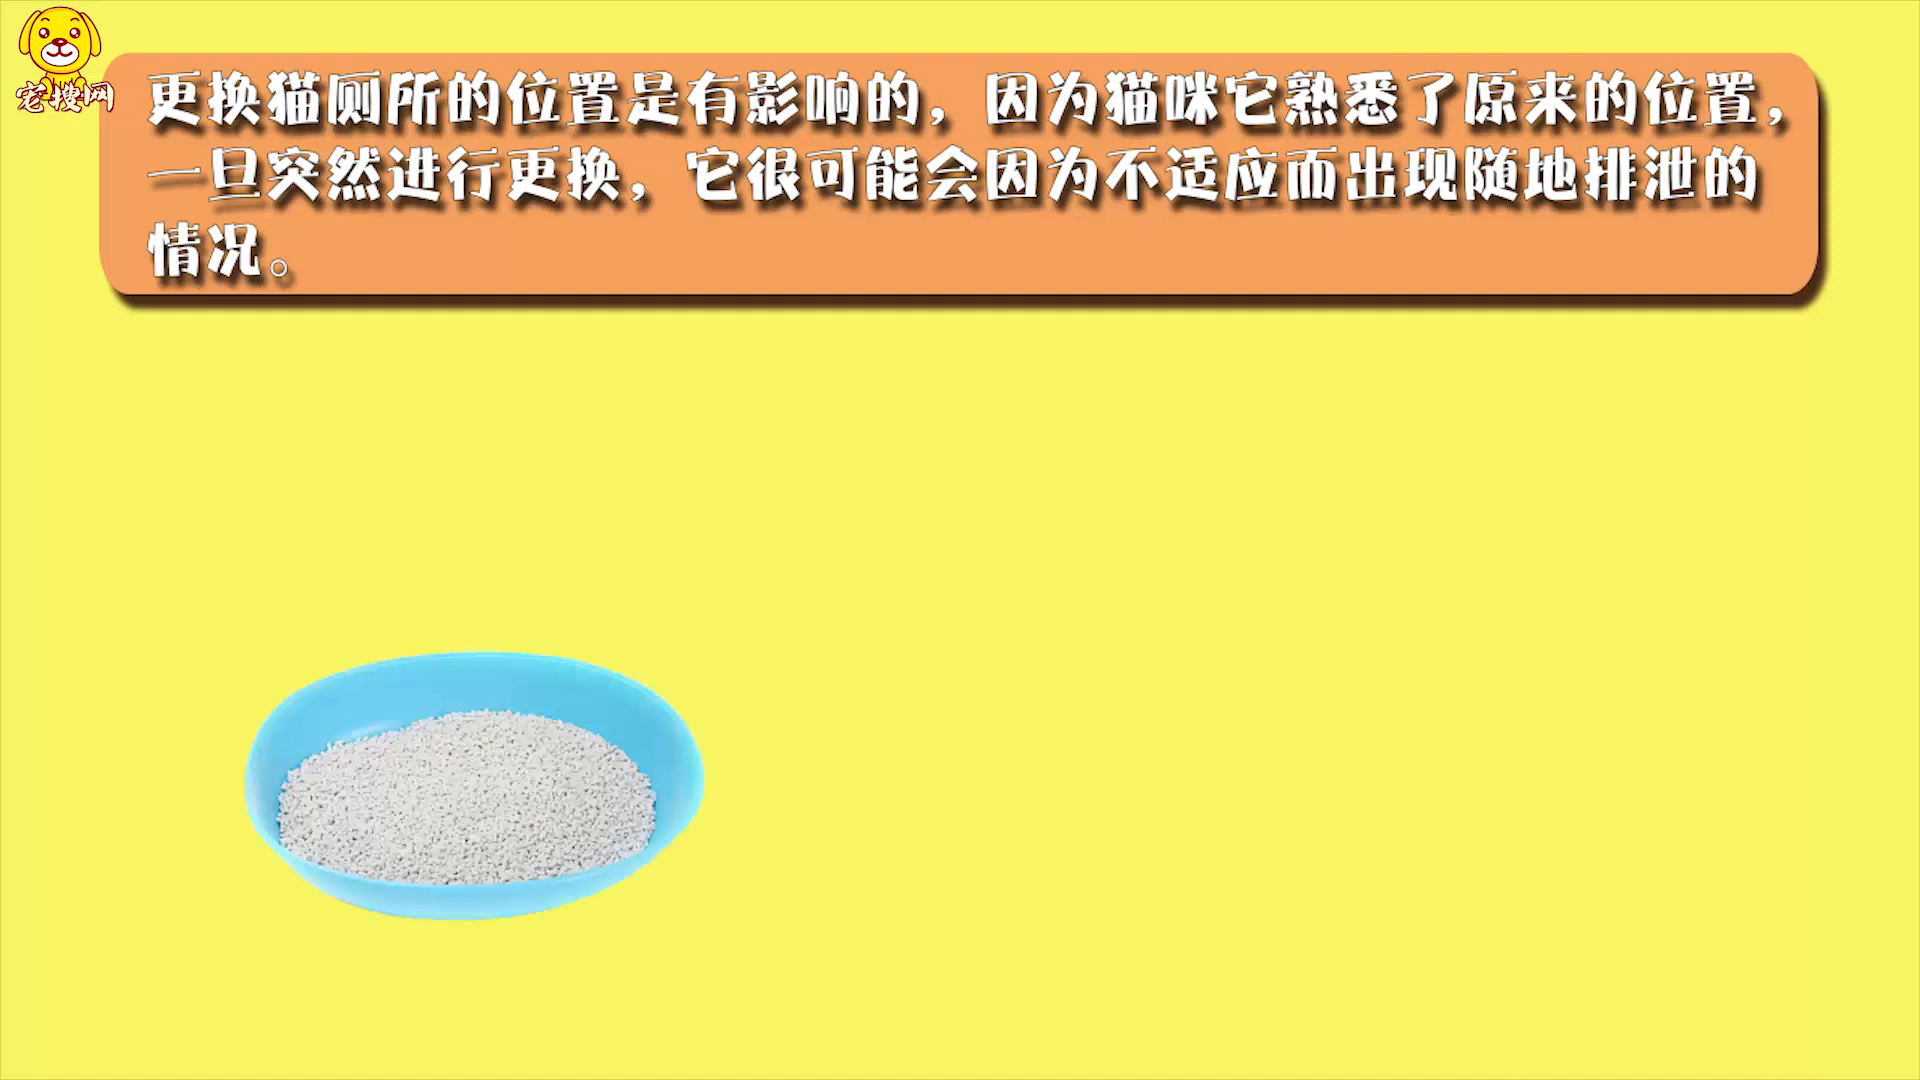 宠搜网
更换猫厕所的位置是有影响的，因为猫咪它熟悉了原来的位置，
一旦突然进行更换，它很可能会因为不适应而出现随地排泄的
情况。